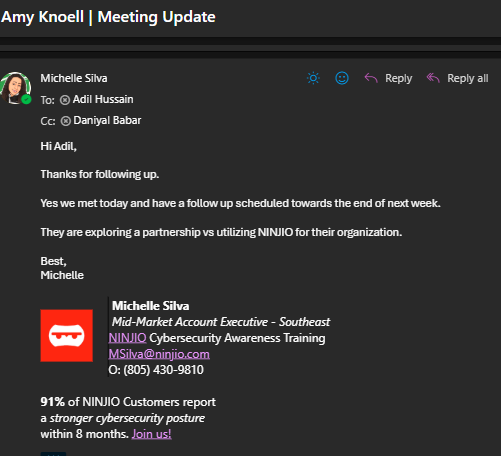 Amy Knoell | Meeting Update
Michelle Silva
Reply
Reply all
To: Adil Hussain
Cc: Daniyal Babar
Hi Adil,
Thanks for following up.
Yes we met today and have a follow up scheduled towards the end of next week.
They are exploring a partnership vs utilizing NINJIO for their organization.
Best,
Michelle
Michelle Silva
Mid-Market Account Executive - Southeast
NINJIO Cybersecurity Awareness Training
MSilva@ninjio.com
O: (805) 430-9810
91% of NINJIO Customers report
a stronger cybersecurity posture
within 8 months. Join us!